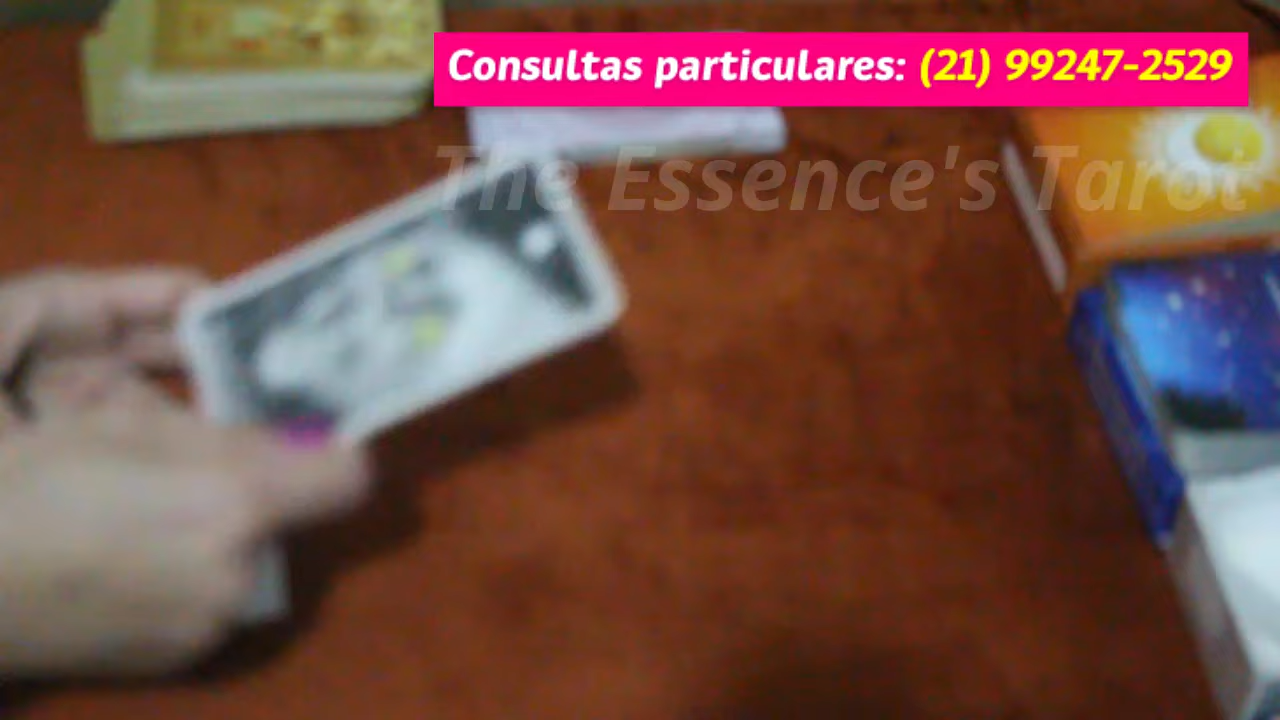 Consultas particulares: (21) 99247-2529
The Essence's Tarot